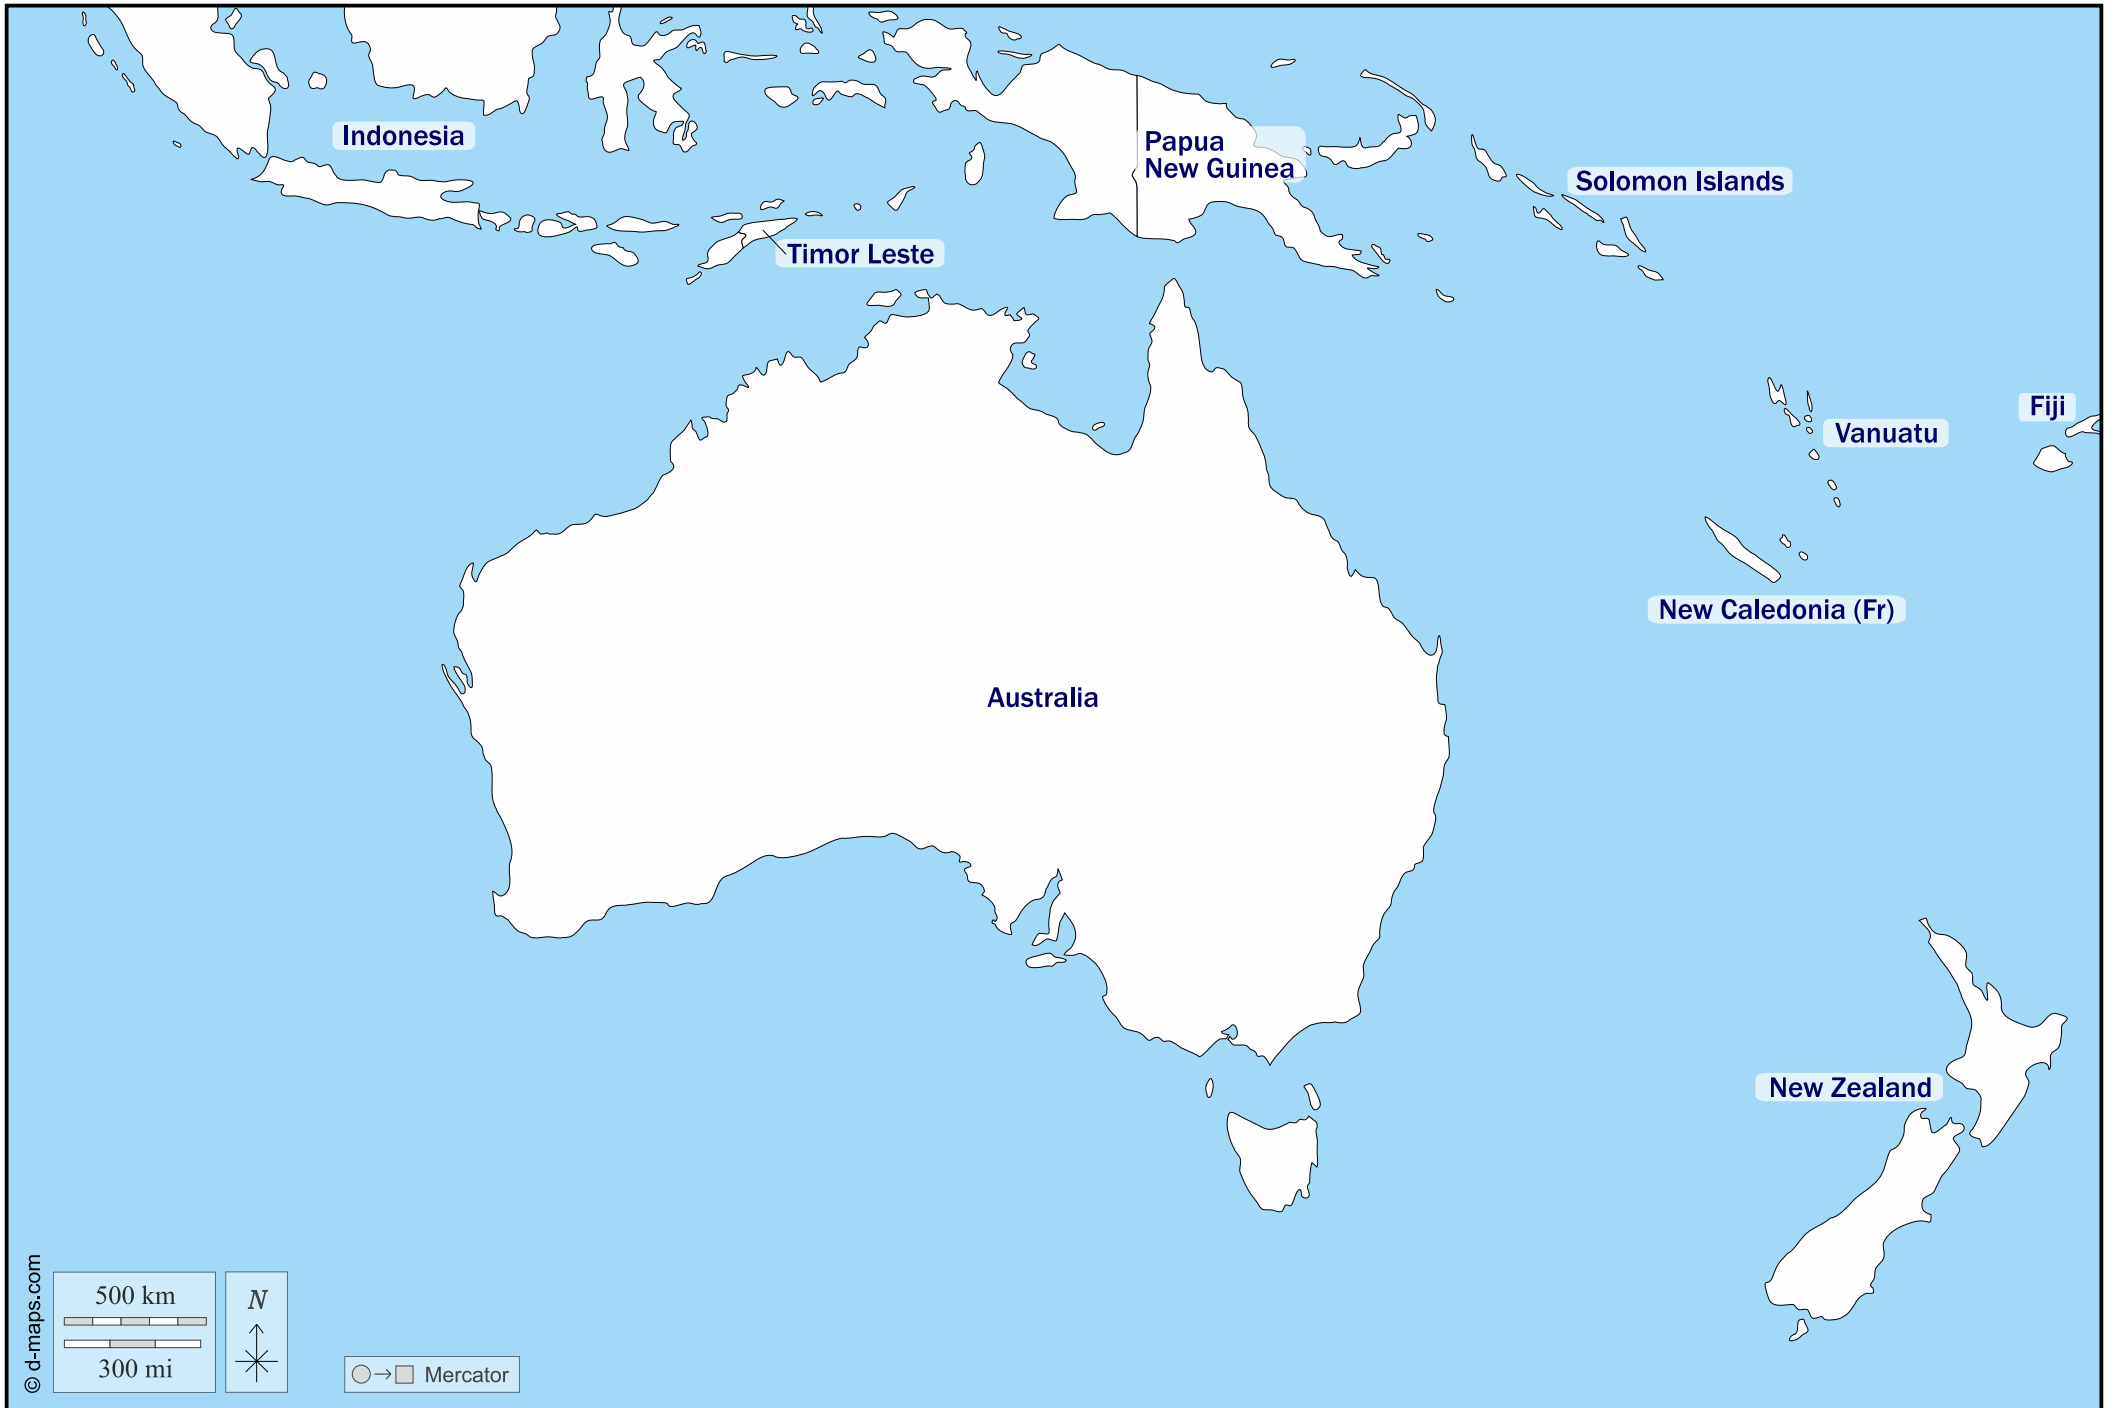 Indonesia
Papua
New Guinea
Solomon Islands
Timor Leste
Fiji
Vanuatu
New Caledonia (Fr)
Australia
New Zealand
© d-maps.com
500 km
300 mi
N
Mercator